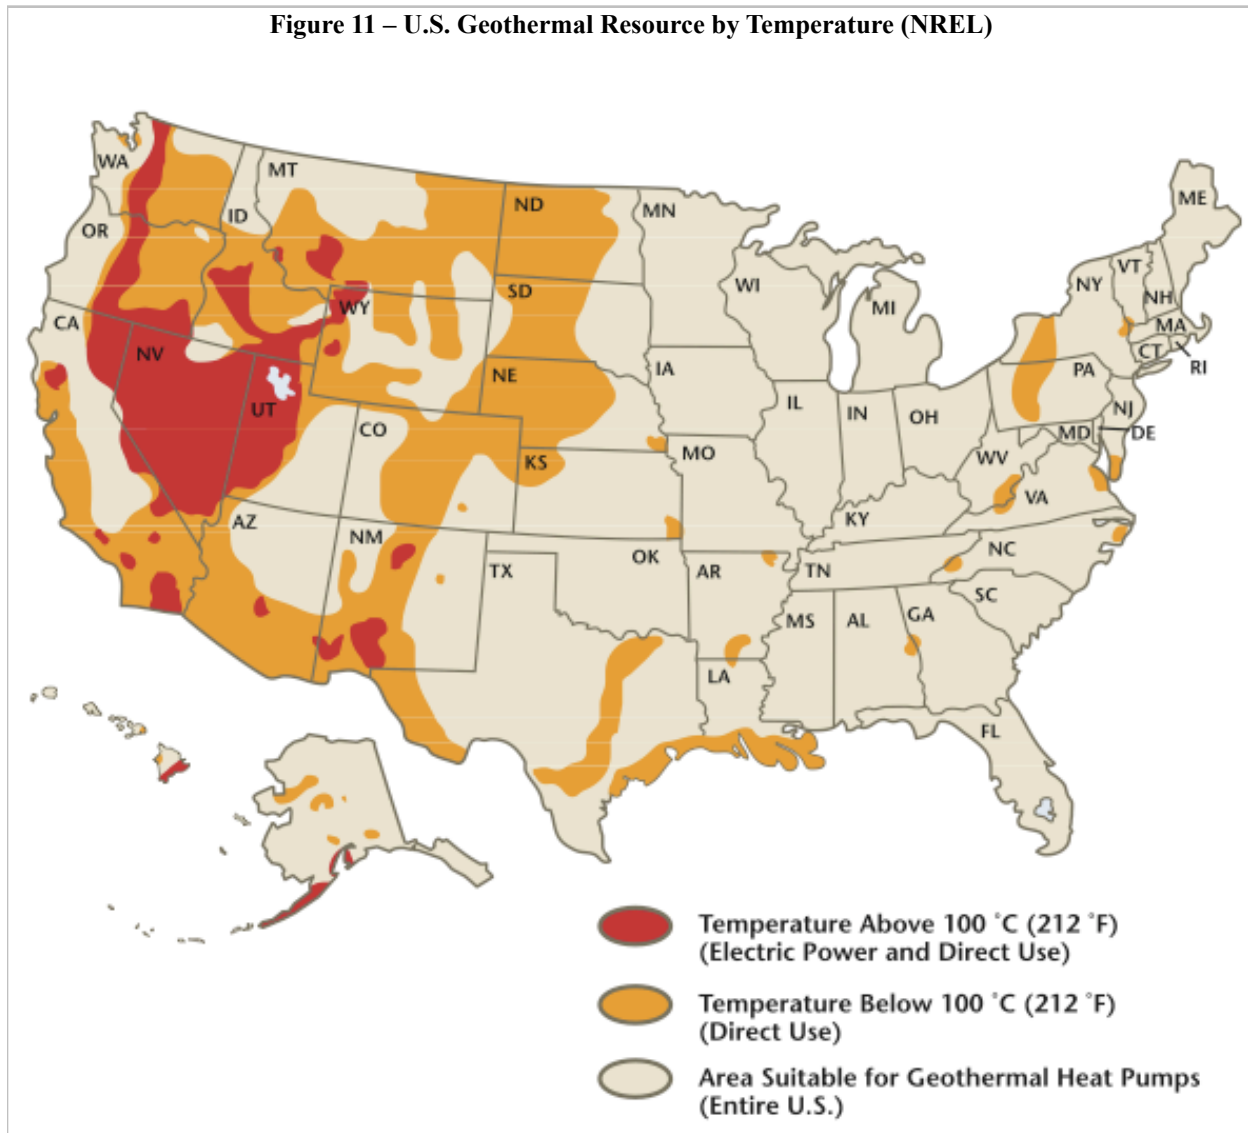 Figure 11 – U.S. Geothermal Resource by Temperature (NREL)
WA
MT
ND
MN
ME
OR
ID
VT
NY
NH
WI
MI
SD
WY
MA
CA
CT
RI
NV
IA
PA
NE
UT
IL
IN
OH
NJ
CO
MD
DE
MO
WV
KS
VA
KY
AZ
NM
NC
OK
TX
AR
TN
SC
MS
AL
GA
LA
FL
Temperature Above 100 ˚C (212 ˚F)
(Electric Power and Direct Use)
Temperature Below 100 ˚C (212 ˚F)
(Direct Use)
Area Suitable for Geothermal Heat Pumps
(Entire U.S.)